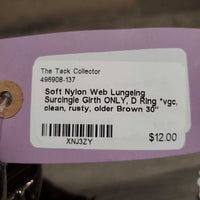 The Tack Collector
496908-137
Soft Nylon Web Lungeing
Surcingle Girth ONLY, D Ring *vgc,
clean, rusty, older Brown 30"
XNJ3ZY
$12.00